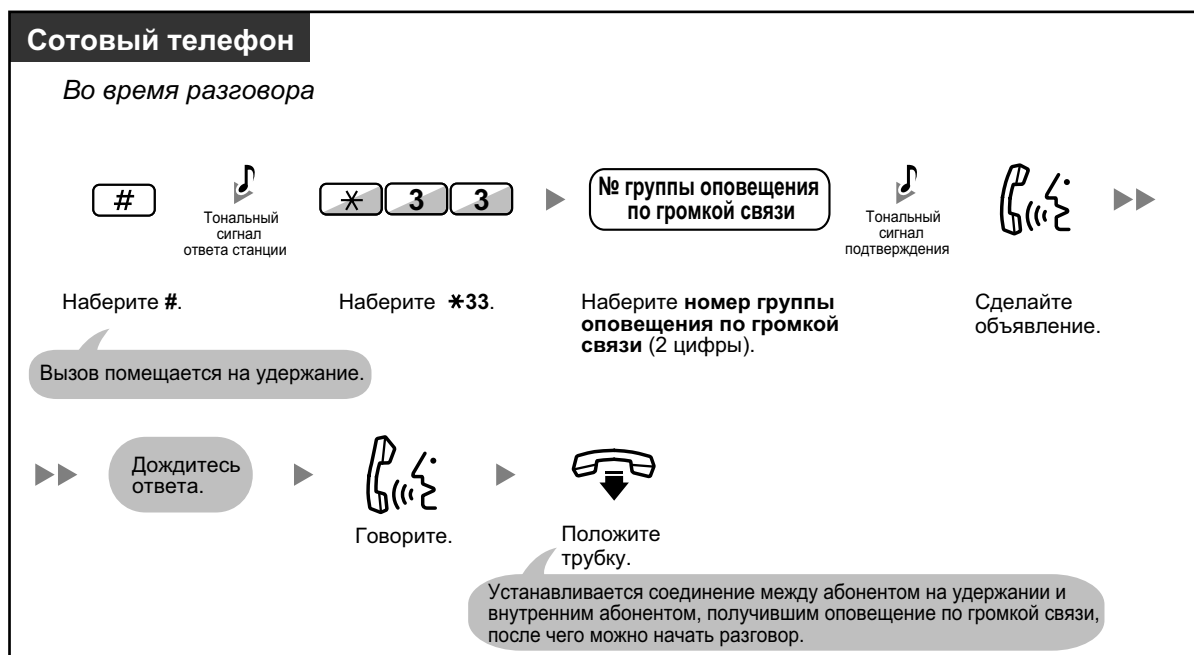 Сотовый телефон
Во время разговора
#
Тональный
сигнал
ответа станции
* 3 3
№ группы оповещения
по громкой связи
Тональный
сигнал
подтверждения
Наберите #.
Наберите *33.
Наберите номер группы
оповещения по громкой
связи (2 цифры).
Сделайте
объявление.
Вызов помещается на удержание.
Дождитесь
ответа.
Говорите.
Положите
трубку.
Устанавливается соединение между абонентом на удержании и
внутренним абонентом, получившим оповещение по громкой связи,
после чего можно начать разговор.